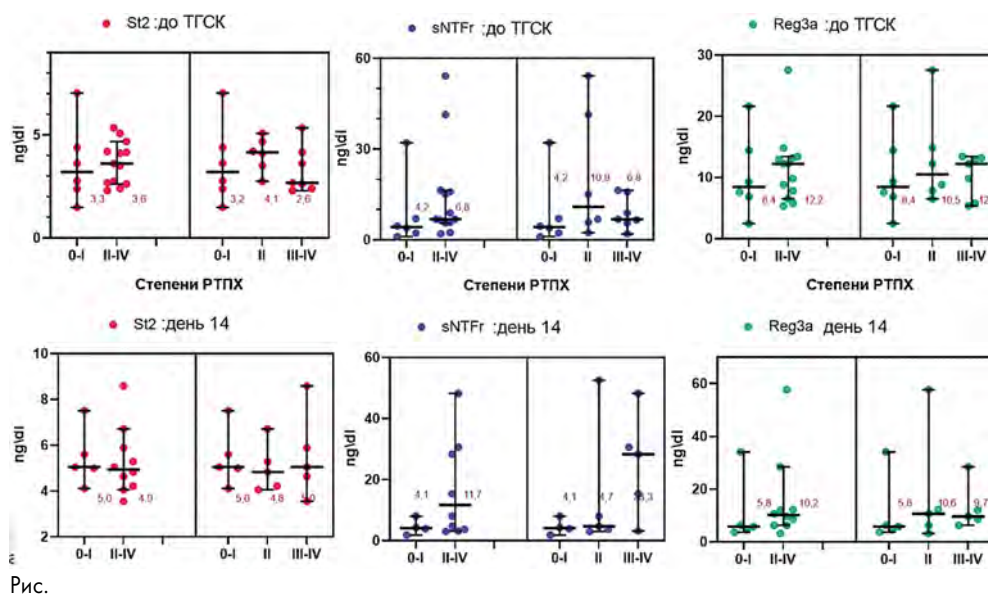 St2 :до ТГСК
ng\dl
5
0
3,3
3,6
3,2
4,1
2,6
0-I
II-IV
0-I
II
III-IV
Степени РТПХ
sNTFr :до ТГСК
ng\dl
60
30
0
4,2
6,8
4,2
10,8
6,8
0-I
II-IV
0-I
II
III-IV
Степени РТПХ
Reg3a :до ТГСК
ng\dl
30
20
10
0
12,2
8,4
10,5
12
0-I
II-IV
0-I
II
III-IV
Степени РТПХ
St2 :день 14
ng\dl
10
8
6
4
2
5,0
4,9
5,0
4,8
5,0
0-I
II-IV
0-I
II
III-IV
sNTFr :день 14
ng\dl
60
40
20
0
4,1
11,7
4,1
4,7
0-I
II-IV
0-I
II
III-IV
Reg3a день 14
ng\dl
60
40
20
0
5,8
10,2
5,8
10,6
9,7
0-I
II-IV
0-I
II
III-IV
Рис.